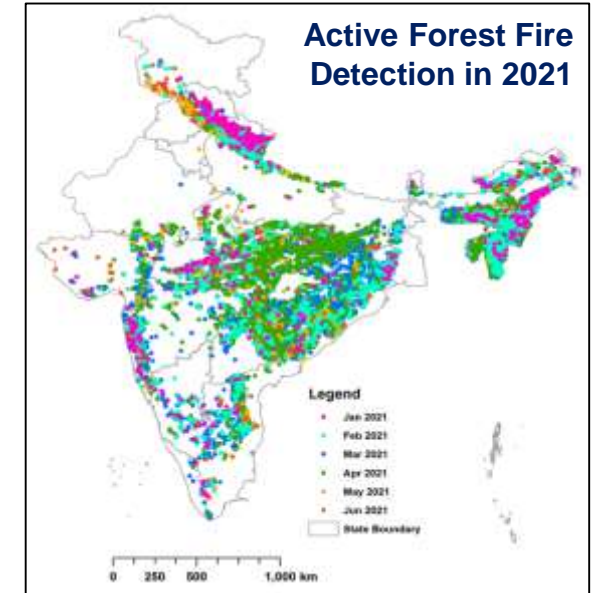 Active Forest Fire
Detection in 2021
Legend
Jan 2021
Feb 2021
Mar 2021
Apr 2021
May 2021
Jun 2021
State Boundary
0 250 500 1,000 km